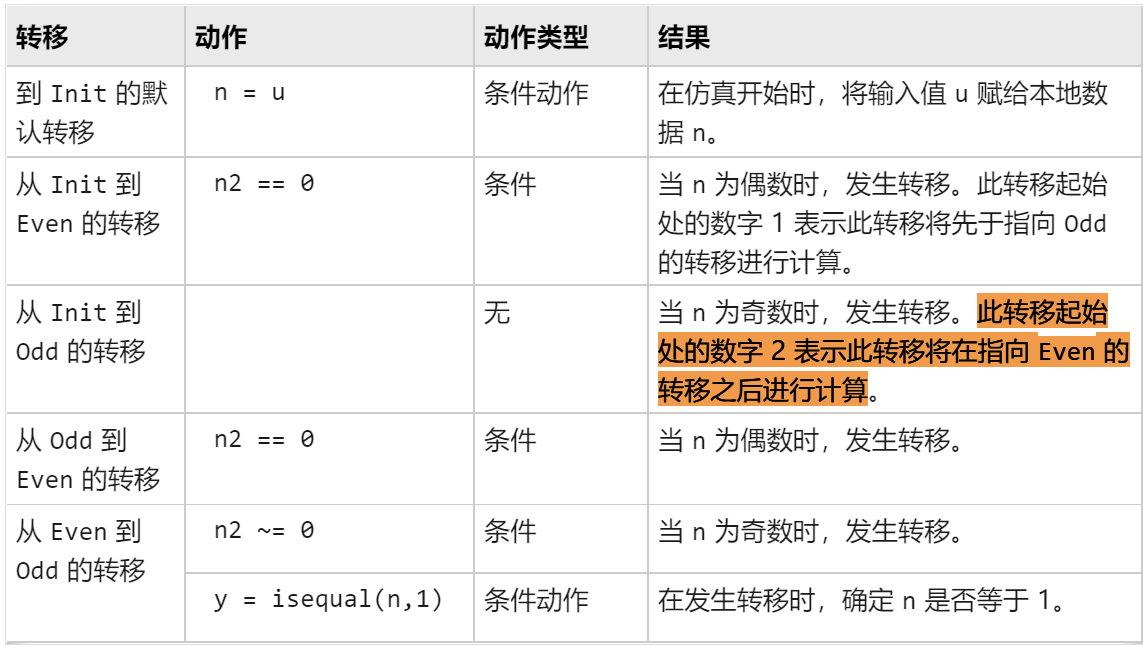 转移 动作 动作类型 结果
到 Init 的默 n = u 条件动作 在仿真开始时，将输入值 u 赋给本地数
认转移 据 n。
从 Init 到 n2 == 0 条件 当 n 为偶数时，发生转移。此转移起始
Even 的转移 处的数字 1 表示此转移将先于指向 Odd
的转移进行计算。
从 Init 到 无 当 n 为奇数时，发生转移。此转移起始
Odd 的转移 处的数字 2 表示此转移将在指向 Even 的
转移之后进行计算。
从 Odd 到 n2 == 0 条件 当 n 为偶数时，发生转移。
Even 的转移
从 Even 到 n2 ~= 0 条件 当 n 为奇数时，发生转移。
Odd 的转移
y = isequal(n,1) 条件动作 在发生转移时，确定 n 是否等于 1。